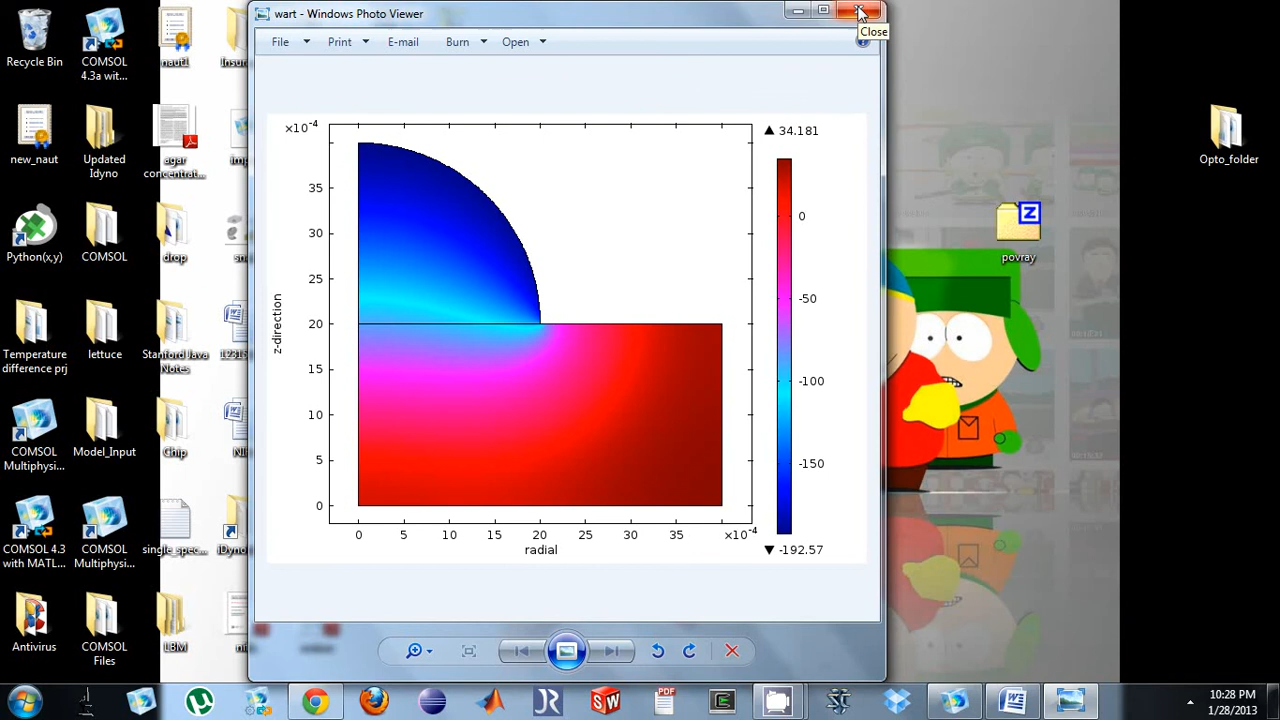 wart - Win
Photo Viewer
Close
File
Print
E-mail
Burn
Open
×10⁻⁴
35
30
25
20
15
10
5
0
z-direction
0
5
10
15
20
25
30
35
×10⁻⁴
radial
▲ 34.181
0
-50
-100
-150
▼ -192.57
Recycle Bin
COMSOL
4.3a wit...
naut1
new_naut
Updated
Idyno
agar
concentrat...
Python(x,y)
COMSOL
drop
Temperature
difference prj
lettuce
Stanford Java
Notes
COMSOL
Multiphysi...
Model_Input
Chip
COMSOL 4.3
with MATL...
COMSOL
Multiphysi...
single_spec...
Antivirus
COMSOL
Files
LBM
Opto_folder
povray
PDF
SW
10:28 PM
1/28/2013